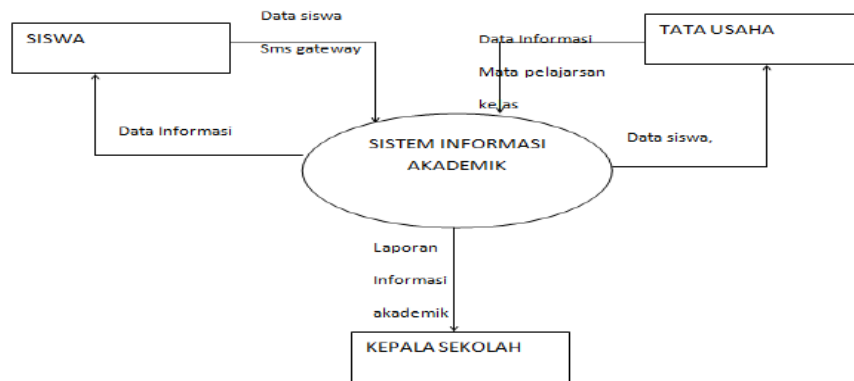 SISWA
Data siswa
Sms gateway
Data Informasi
Mata pelajarsan
kelas
TATA USAHA
Data Informasi
SISTEM INFORMASI
AKADEMIK
Data siswa,
Laporan
Informasi
akademik
KEPALA SEKOLAH